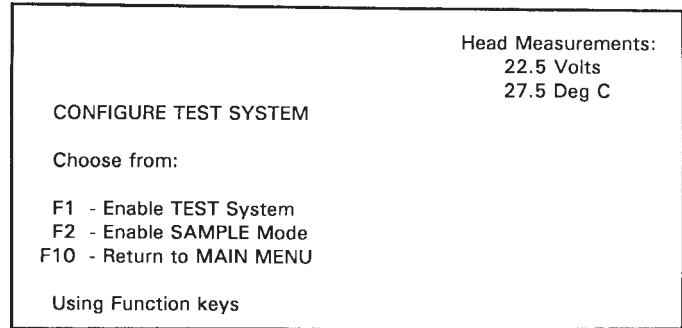 Head Measurements:
22.5 Volts
27.5 Deg C
CONFIGURE TEST SYSTEM
Choose from:
F1 - Enable TEST System
F2 - Enable SAMPLE Mode
F10 - Return to MAIN MENU
Using Function keys